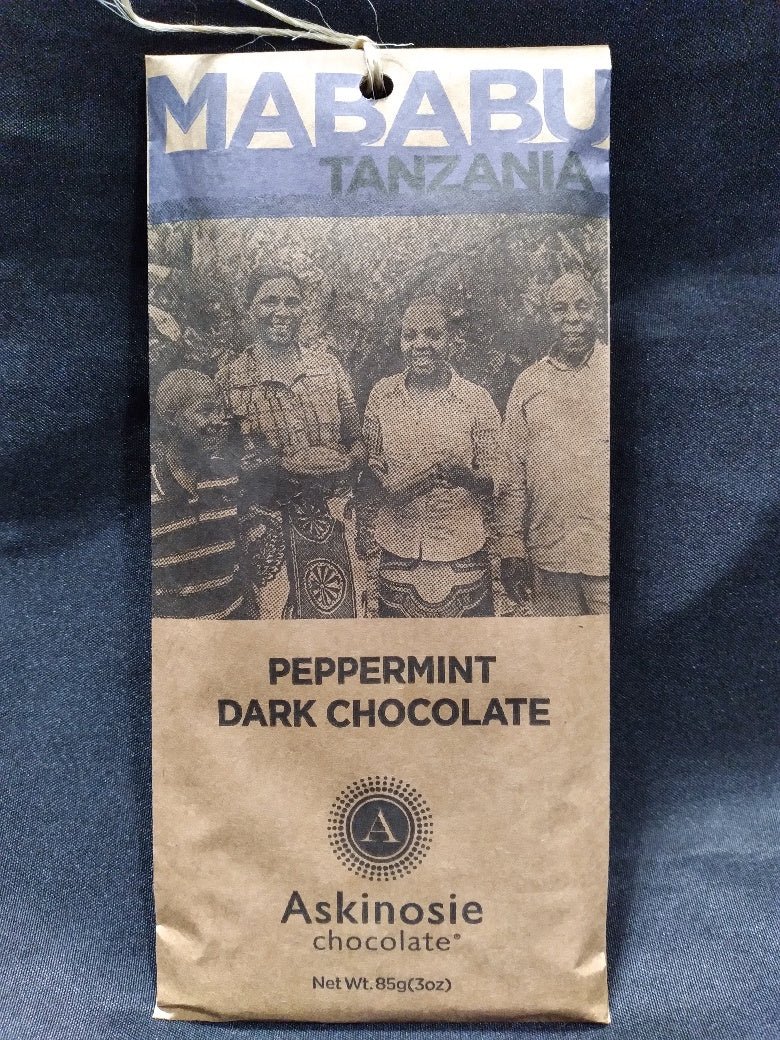 MABABU
TANZANIA
PEPPERMINT
DARK CHOCOLATE
A
Askinosie
chocolate®
Net Wt. 85g(3oz)